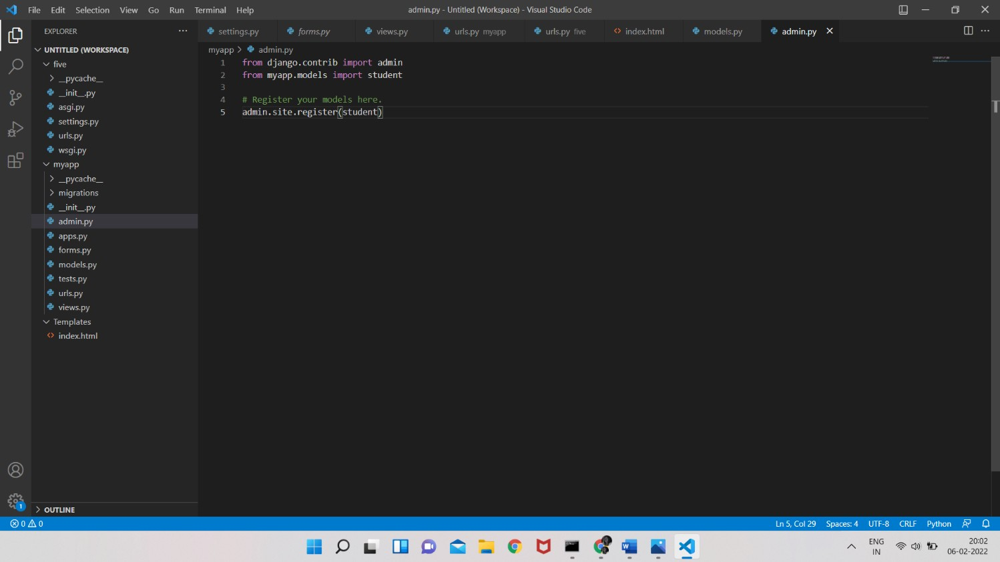 File Edit Selection View Go Run Terminal Help
admin.py - Untitled (Workspace) - Visual Studio Code
EXPLORER
settings.py
forms.py
views.py
urls.py myapp
urls.py five
index.html
models.py
admin.py
UNTITLED (WORKSPACE)
five
__pycache__
__init__.py
asgi.py
settings.py
urls.py
wsgi.py
myapp
__pycache__
migrations
__init__.py
admin.py
apps.py
forms.py
models.py
tests.py
urls.py
views.py
Templates
index.html
OUTLINE
myapp > admin.py
1 from django.contrib import admin
2 from myapp.models import student
3
4 # Register your models here.
5 admin.site.register(student)
1
0 0
Ln 5, Col 29 Spaces: 4 UTF-8 CRLF Python
ENG
IN
20:02
06-02-2022